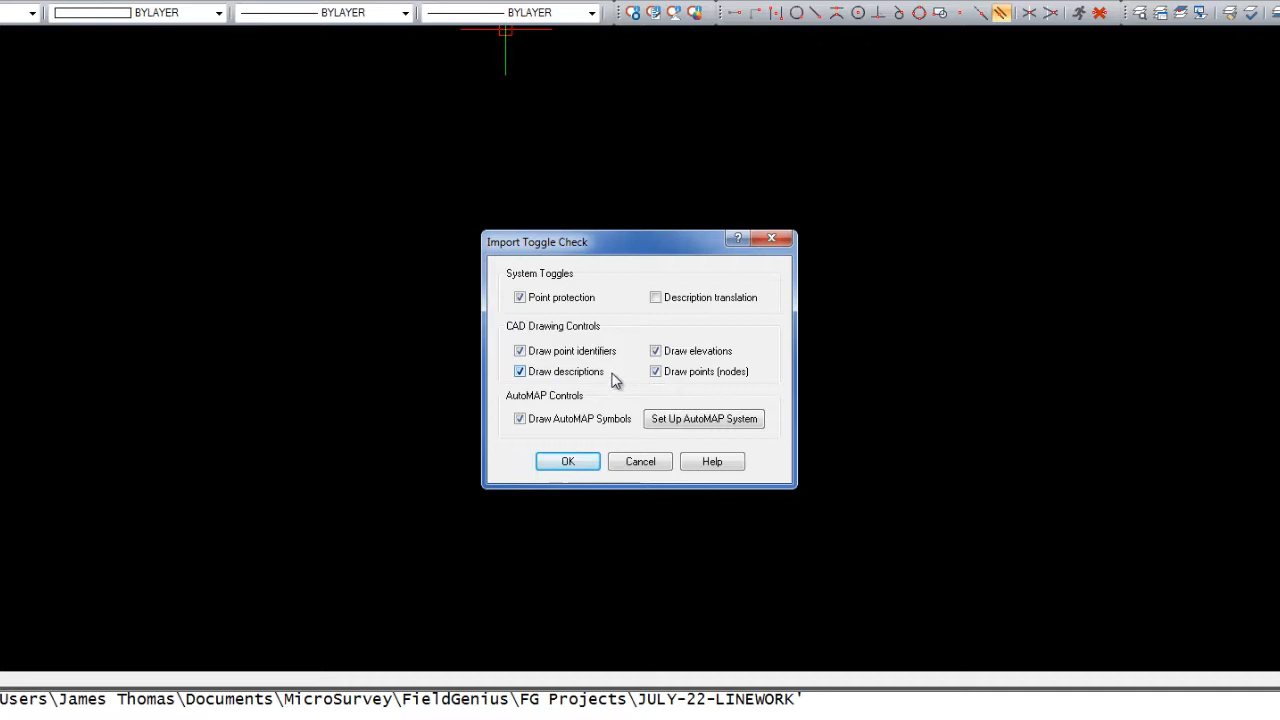 BYLAYER BYLAYER BYLAYER
Import Toggle Check
System Toggles
Point protection Description translation
CAD Drawing Controls
Draw point identifiers Draw elevations
Draw descriptions Draw points (nodes)
AutoMAP Controls
Draw AutoMAP Symbols Set Up AutoMAP System
OK Cancel Help
Users\James Thomas\Documents\MicroSurvey\FieldGenius\FG Projects\JULY-22-LINEWORK'